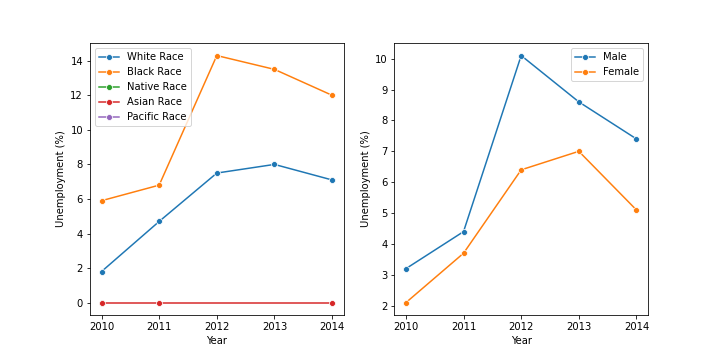 White Race
Black Race
Native Race
Asian Race
Pacific Race
14
12
10
8
6
4
2
0
Unemployment (%)
2010 2011 2012 2013 2014
Year
Male
Female
10
9
8
7
6
5
4
3
2
Unemployment (%)
2010 2011 2012 2013 2014
Year